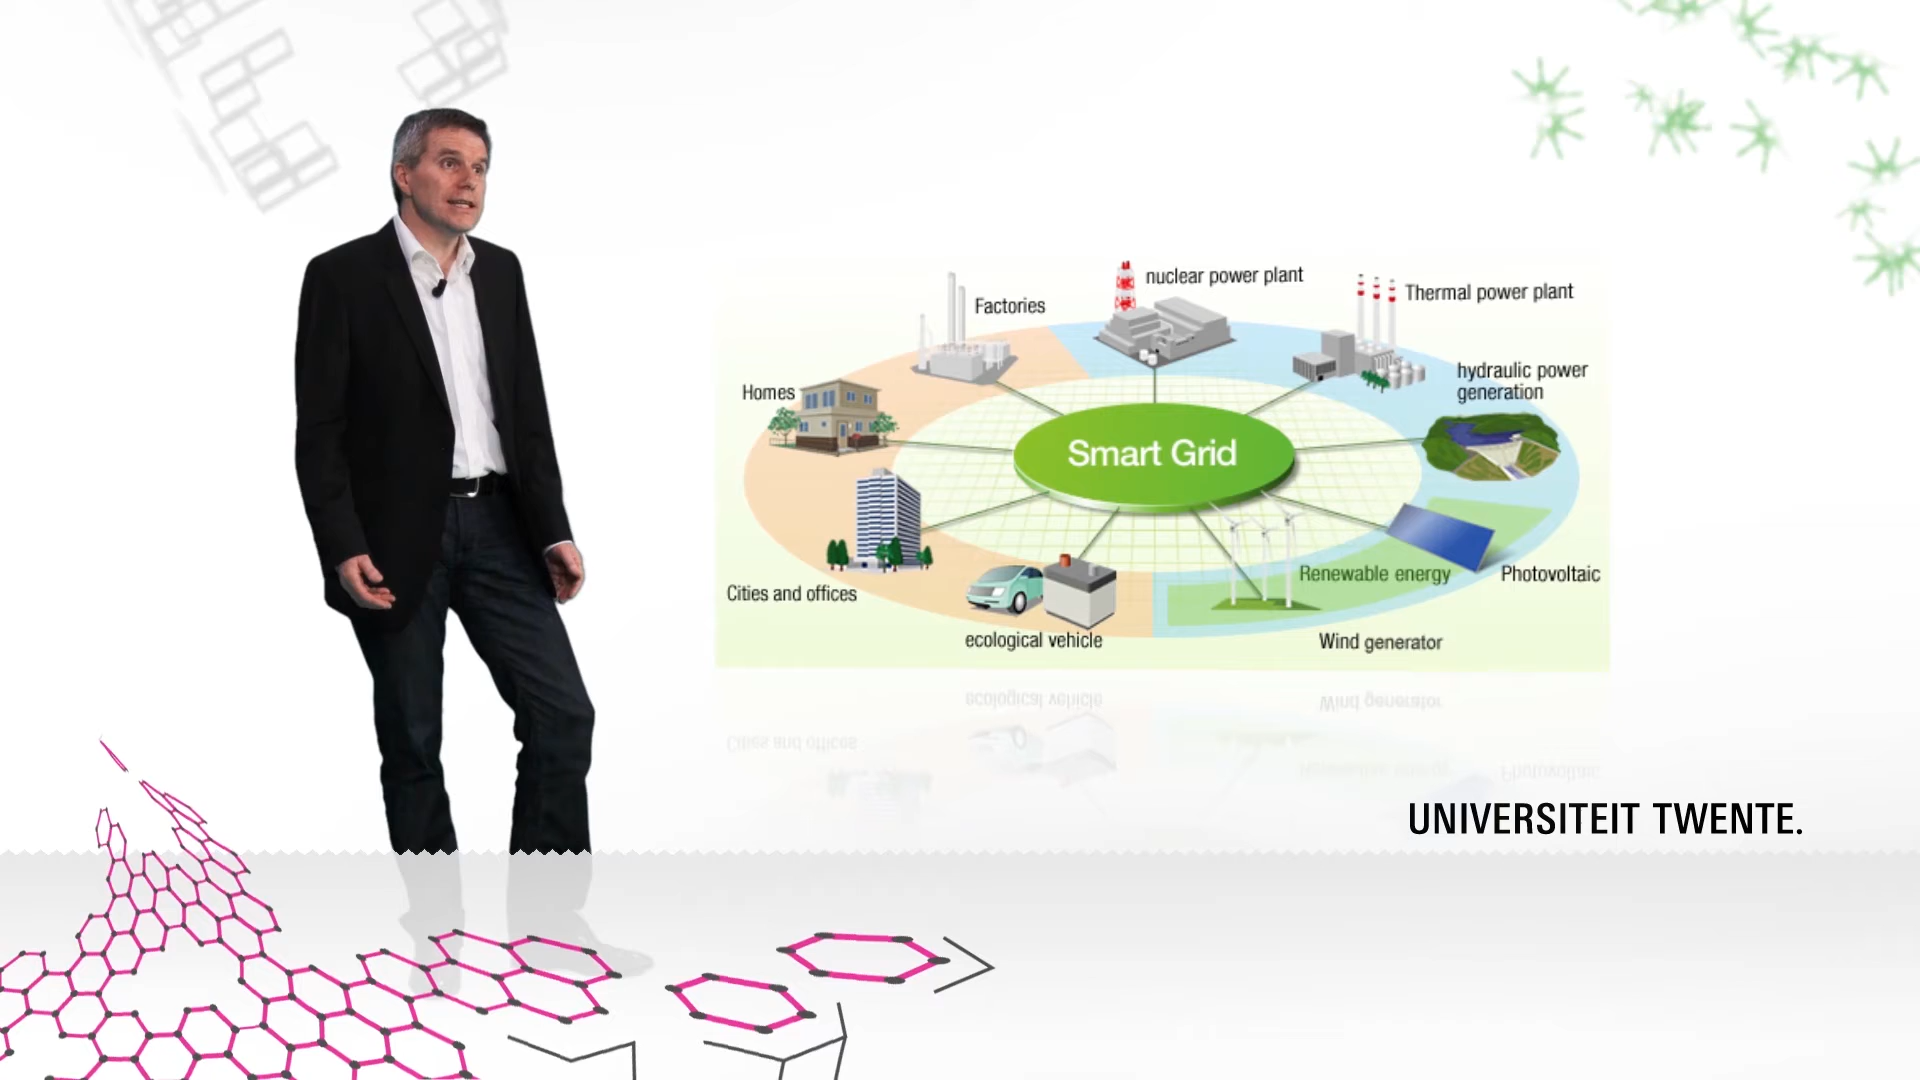 nuclear power plant
Factories
Thermal power plant
hydraulic power
generation
Homes
Smart Grid
Renewable energy
Photovoltaic
Cities and offices
ecological vehicle
Wind generator
UNIVERSITEIT TWENTE.